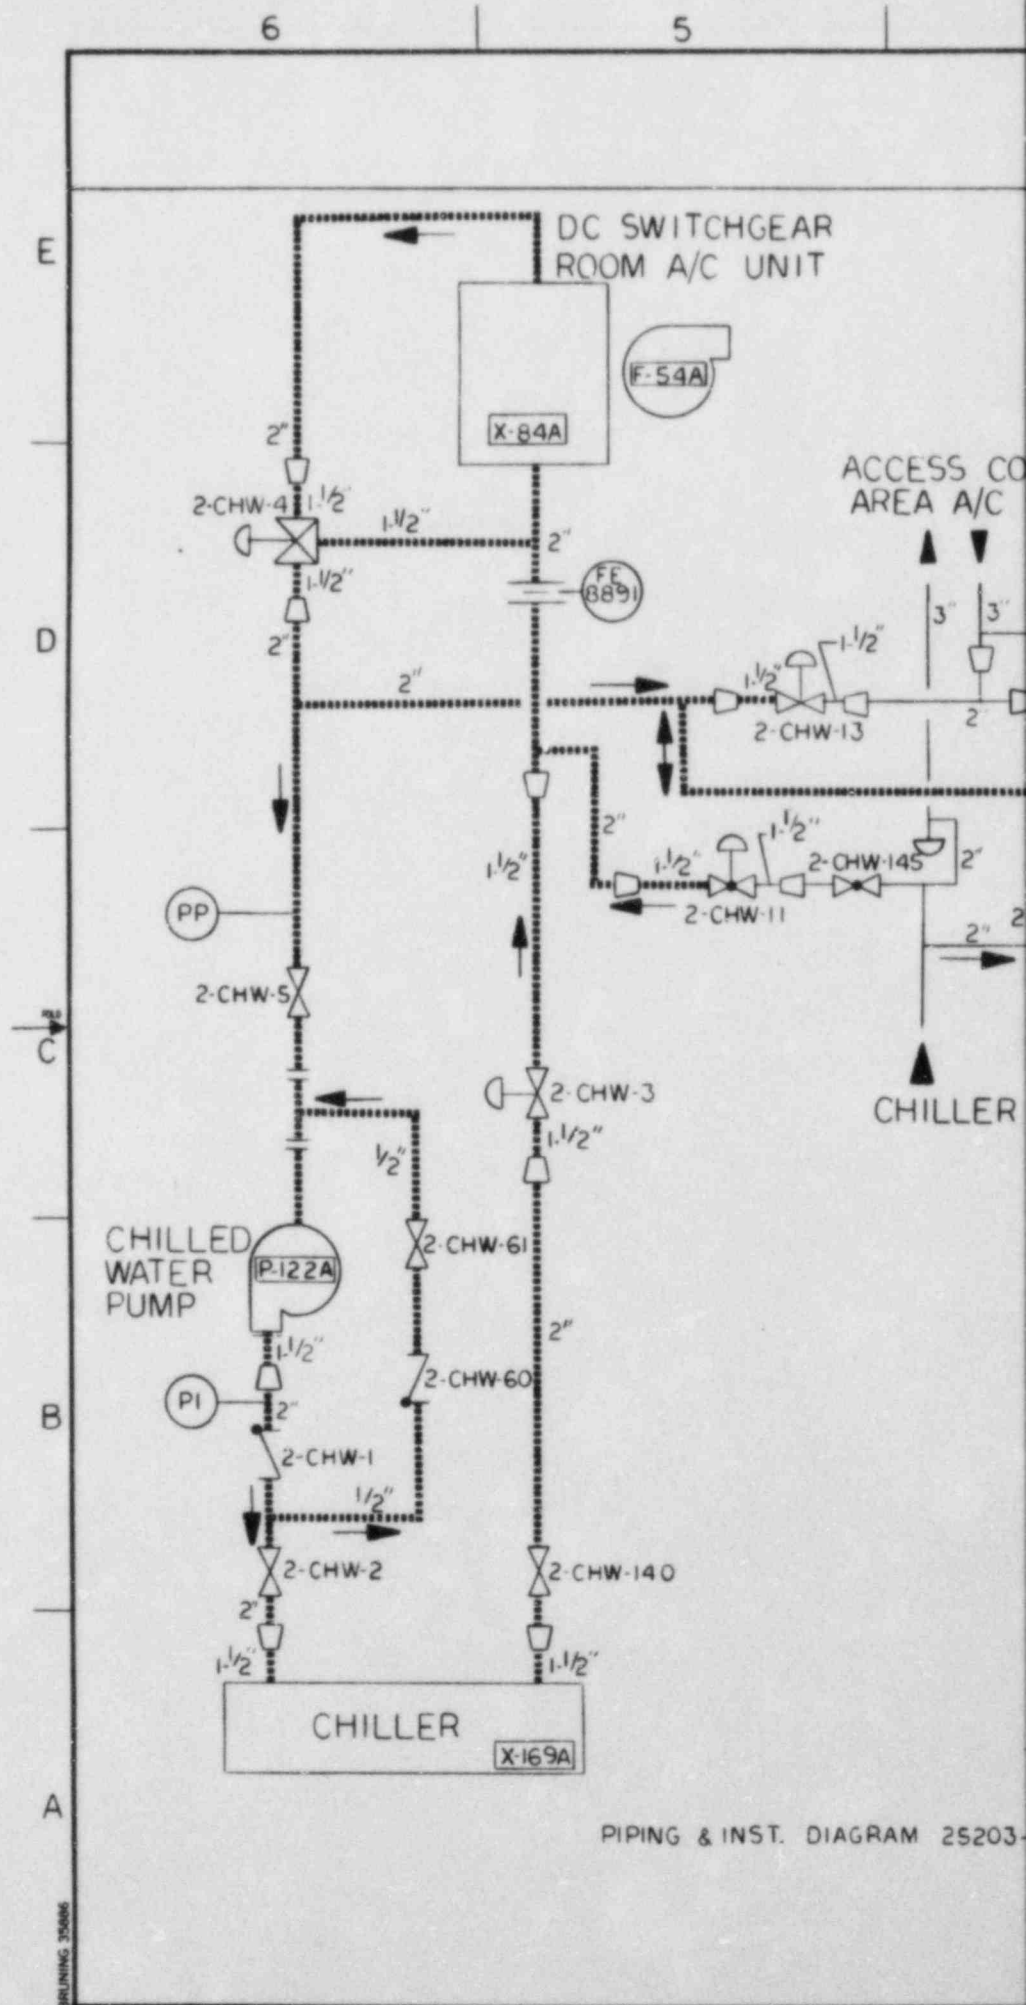 6
5
E
DC SWITCHGEAR
ROOM A/C UNIT
F-54A
X-84A
2"
ACCESS CO
AREA A/C
2-CHW-4
1-1/2"
1-1/2"
2"
1-1/2"
FE
8891
D
2"
3"
3"
2"
1-1/2"
1-1/2"
2-CHW-13
2"
2"
1-1/2"
1-1/2"
1-1/2"
2-CHW-145
2"
2-CHW-11
PP
2
2"
2-CHW-5
C
2-CHW-3
CHILLER
1-1/2"
1/2"
CHILLED
WATER
PUMP
P-122A
2-CHW-61
2"
1-1/2"
2-CHW-60
PI
2"
B
2-CHW-1
1/2"
2-CHW-2
2-CHW-140
2"
1-1/2"
1-1/2"
CHILLER
X-169A
A
PIPING & INST. DIAGRAM 25203-
BRUNING 35886